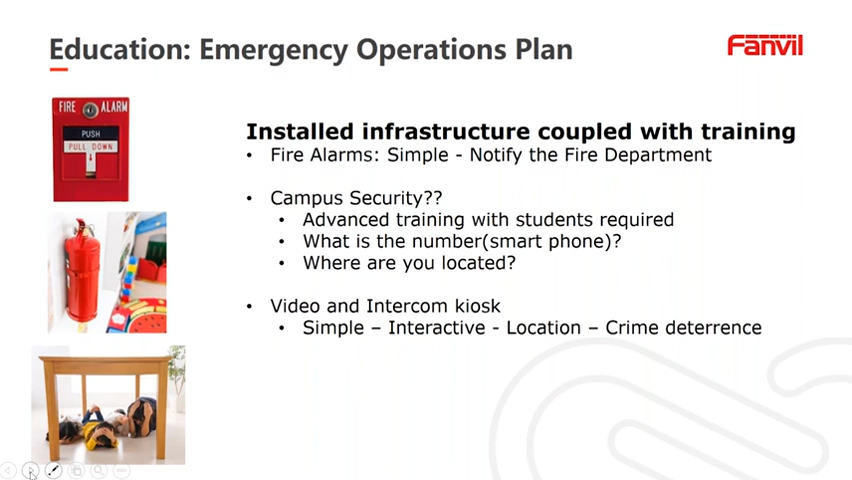 Education: Emergency Operations Plan
Fanvil
FIRE ALARM
PUSH
PULL DOWN
Installed infrastructure coupled with training
• Fire Alarms: Simple - Notify the Fire Department
• Campus Security??
• Advanced training with students required
• What is the number(smart phone)?
• Where are you located?
• Video and Intercom kiosk
• Simple – Interactive - Location – Crime deterrence